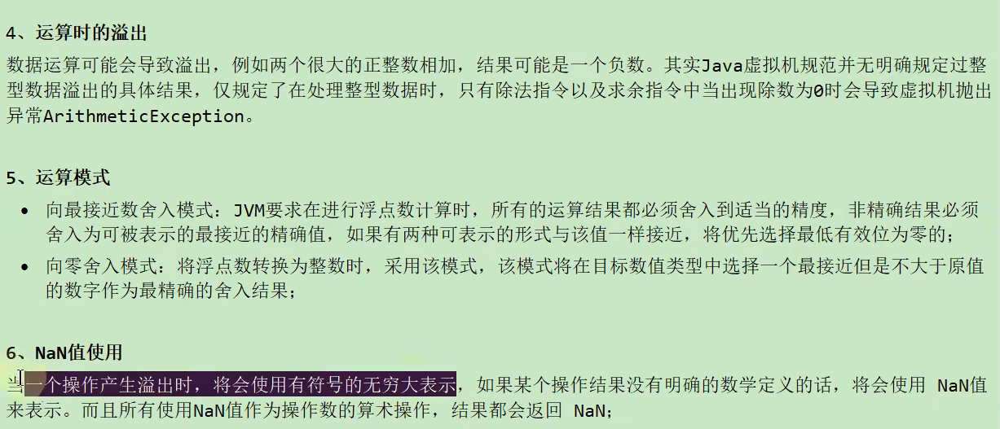 4、运算时的溢出
数据运算可能会导致溢出，例如两个很大的正整数相加，结果可能是一个负数。其实Java虚拟机规范并无明确规定过整
型数据溢出的具体结果，仅规定了在处理整型数据时，只有除法指令以及求余指令中当出现除数为0时会导致虚拟机抛出
异常ArithmeticException。
5、运算模式
• 向最接近数舍入模式：JVM要求在进行浮点数计算时，所有的运算结果都必须舍入到适当的精度，非精确结果必须
舍入为可被表示的最接近的精确值，如果有两种可表示的形式与该值一样接近，将优先选择最低有效位为零的；
• 向零舍入模式：将浮点数转换为整数时，采用该模式，该模式将在目标数值类型中选择一个最接近但是不大于原值
的数字作为最精确的舍入结果；
6、NaN值使用
当一个操作产生溢出时，将会使用有符号的无穷大表示，如果某个操作结果没有明确的数学定义的话，将会使用 NaN值
来表示。而且所有使用NaN值作为操作数的算术操作，结果都会返回 NaN；